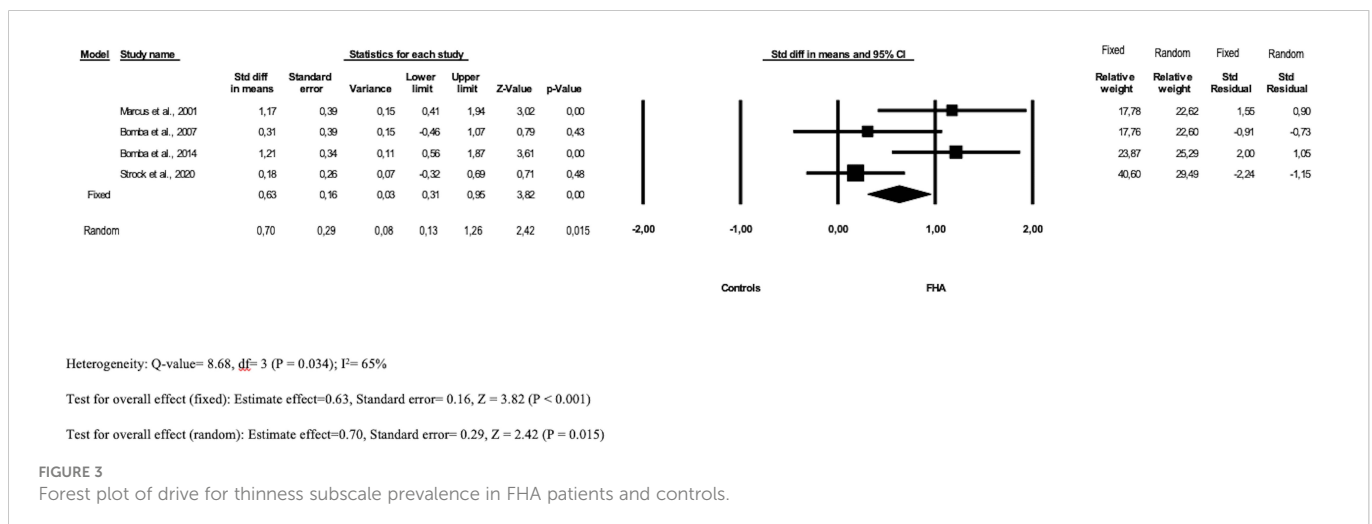 Model Study name Statistics for each study Std diff in means and 95% CI Fixed Random Fixed Random
Std diff in means Standard error Variance Lower limit Upper limit Z-Value p-Value Relative weight Relative weight Std Residual Std Residual
Marcus et al., 2001 1,17 0,39 0,15 0,41 1,94 3,02 0,00 17,78 22,62 1,55 0,90
Bomba et al., 2007 0,31 0,39 0,15 -0,46 1,07 0,79 0,43 17,76 22,60 -0,91 -0,73
Bomba et al., 2014 1,21 0,34 0,11 0,56 1,87 3,61 0,00 23,87 25,29 2,00 1,05
Strock et al., 2020 0,18 0,26 0,07 -0,32 0,69 0,71 0,48 40,60 29,49 -2,24 -1,15
Fixed 0,63 0,16 0,03 0,31 0,95 3,82 0,00
Random 0,70 0,29 0,08 0,13 1,26 2,42 0,015 -2,00 -1,00 0,00 1,00 2,00
Controls FHA
Heterogeneity: Q-value= 8.68, df= 3 (P = 0.034); I²= 65%
Test for overall effect (fixed): Estimate effect=0.63, Standard error= 0.16, Z = 3.82 (P < 0.001)
Test for overall effect (random): Estimate effect=0.70, Standard error= 0.29, Z = 2.42 (P = 0.015)
FIGURE 3
Forest plot of drive for thinness subscale prevalence in FHA patients and controls.